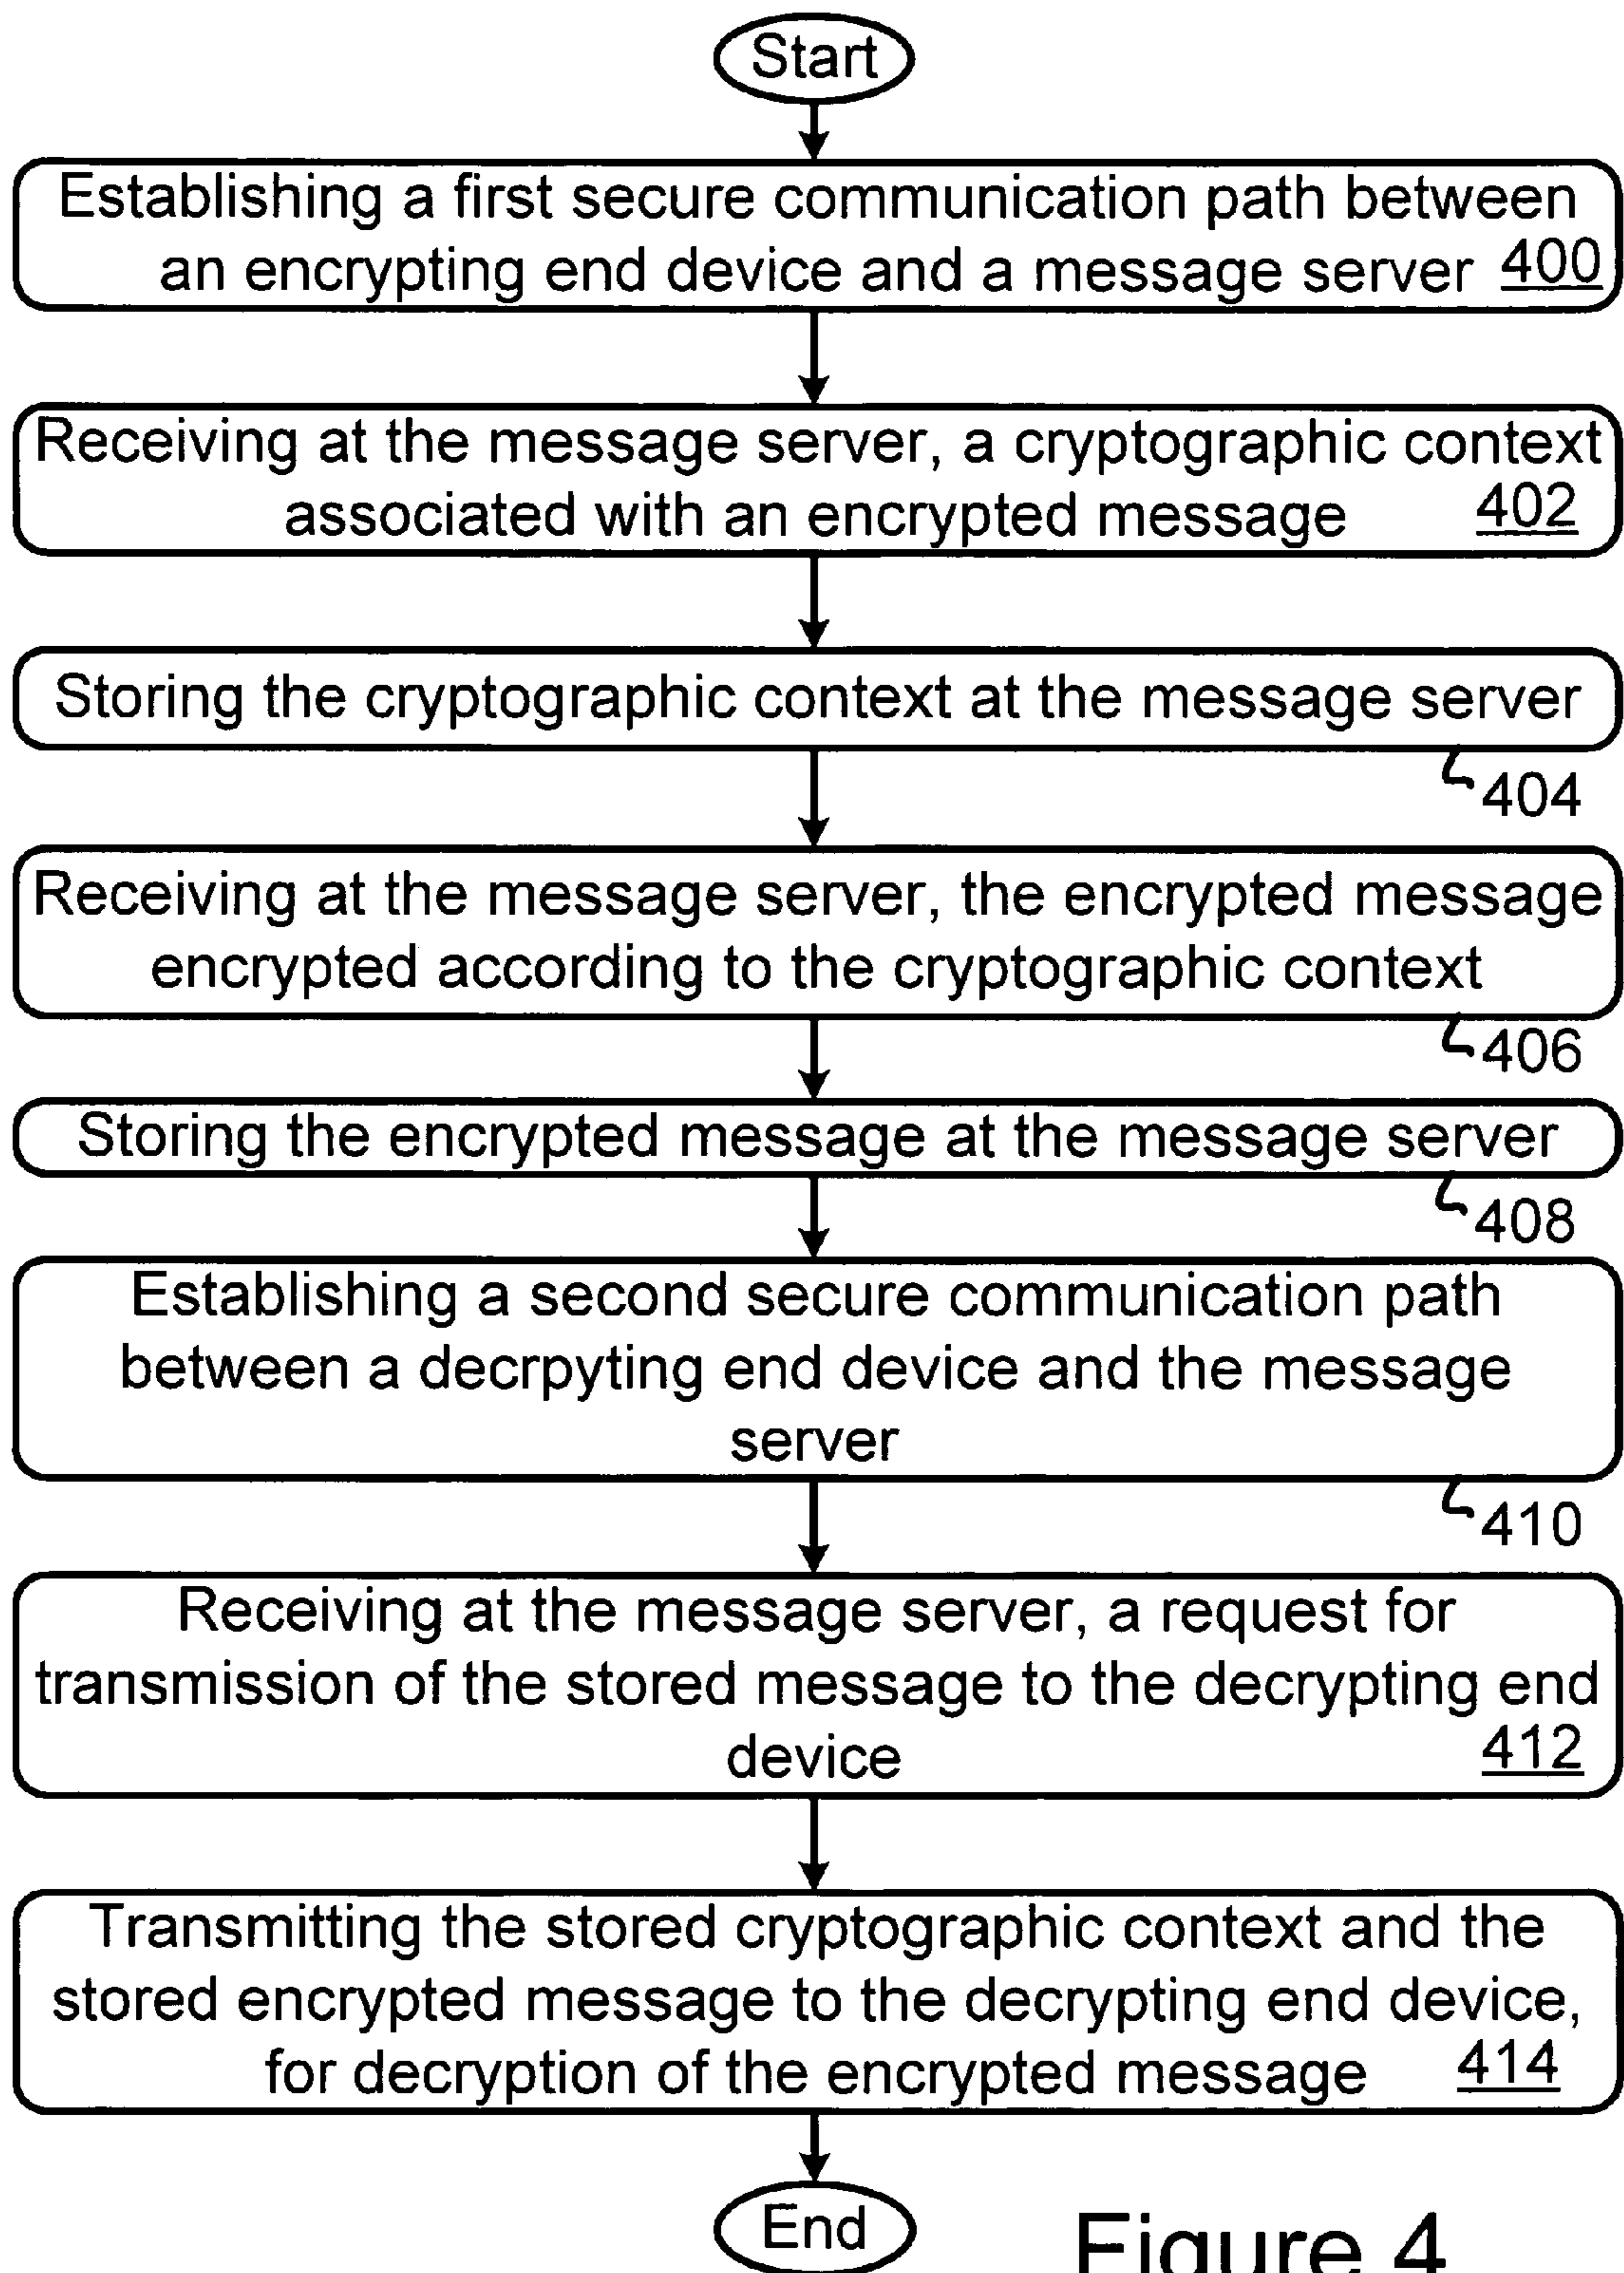 Start
Establishing a first secure communication path between
an encrypting end device and a message server 400
Receiving at the message server, a cryptographic context
associated with an encrypted message 402
Storing the cryptographic context at the message server
404
Receiving at the message server, the encrypted message
encrypted according to the cryptographic context
406
Storing the encrypted message at the message server
408
Establishing a second secure communication path
between a decrpyting end device and the message
server
410
Receiving at the message server, a request for
transmission of the stored message to the decrypting end
device 412
Transmitting the stored cryptographic context and the
stored encrypted message to the decrypting end device,
for decryption of the encrypted message 414
End
Figure 4